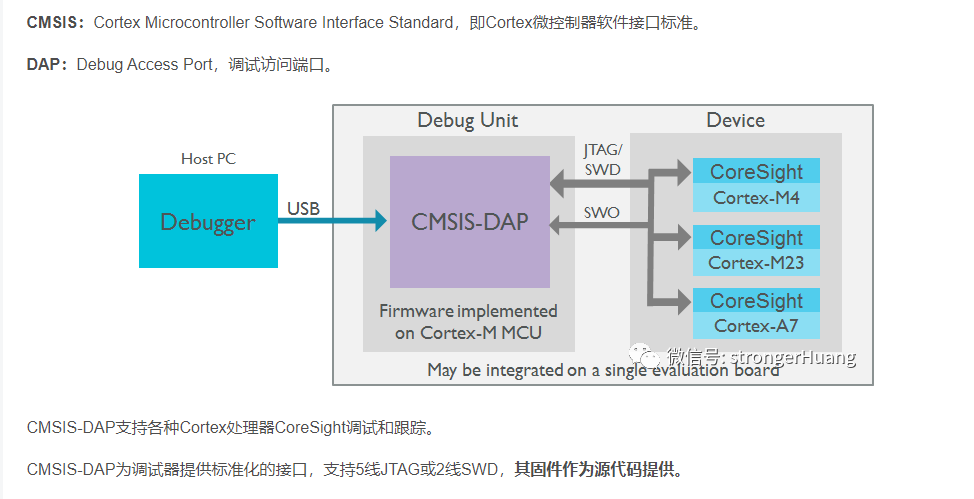 CMSIS：Cortex Microcontroller Software Interface Standard，即Cortex微控制器软件接口标准。
DAP：Debug Access Port，调试访问端口。
Debug Unit
Device
Host PC
Debugger
USB
CMSIS-DAP
JTAG/
SWD
SWO
CoreSight
Cortex-M4
CoreSight
Cortex-M23
CoreSight
Cortex-A7
Firmware implemented
on Cortex-M MCU
微信号: strongerHuang
May be integrated on a single evaluation board
CMSIS-DAP支持各种Cortex处理器CoreSight调试和跟踪。
CMSIS-DAP为调试器提供标准化的接口，支持5线JTAG或2线SWD，其固件作为源代码提供。